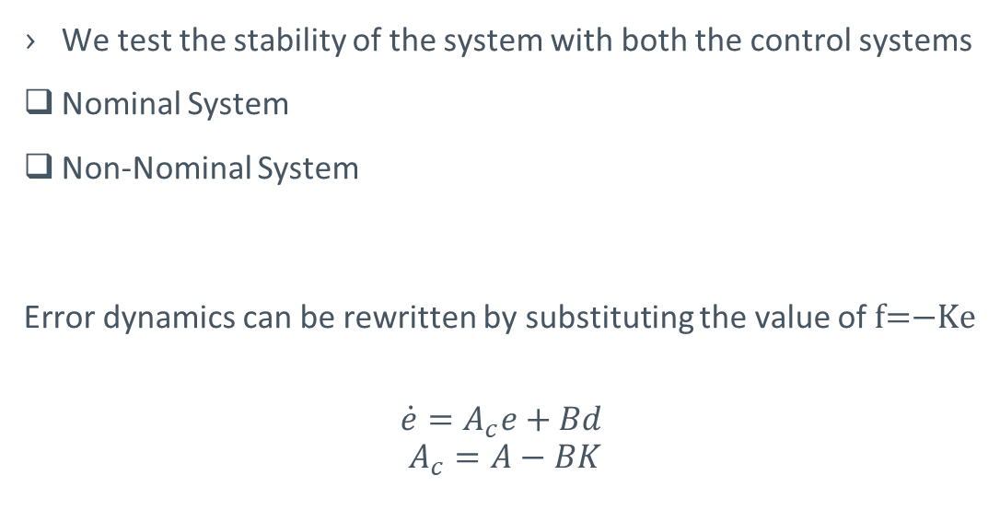 › We test the stability of the system with both the control systems
❑ Nominal System
❑ Non-Nominal System
Error dynamics can be rewritten by substituting the value of f=−Ke
ė = A_c e + Bd
A_c = A − BK